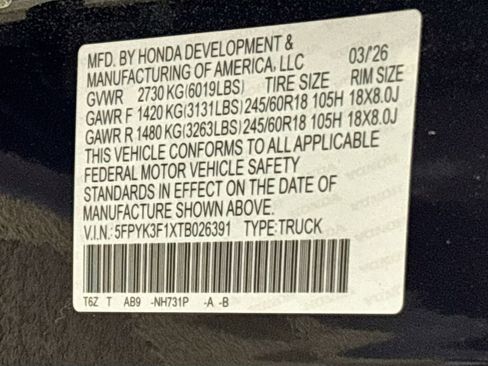 MFD. BY HONDA DEVELOPMENT &
MANUFACTURING OF AMERICA, LLC 03/26
GVWR 2730 KG(6019LBS) TIRE SIZE RIM SIZE
GAWR F 1420 KG(3131LBS) 245/60R18 105H 18X8.0J
GAWR R 1480 KG(3263LBS) 245/60R18 105H 18X8.0J
THIS VEHICLE CONFORMS TO ALL APPLICABLE
FEDERAL MOTOR VEHICLE SAFETY
STANDARDS IN EFFECT ON THE DATE OF
MANUFACTURE SHOWN ABOVE.
V.I.N.: 5FPYK3F1XTB026391 TYPE:TRUCK
T6Z T AB9 -NH731P -A -B